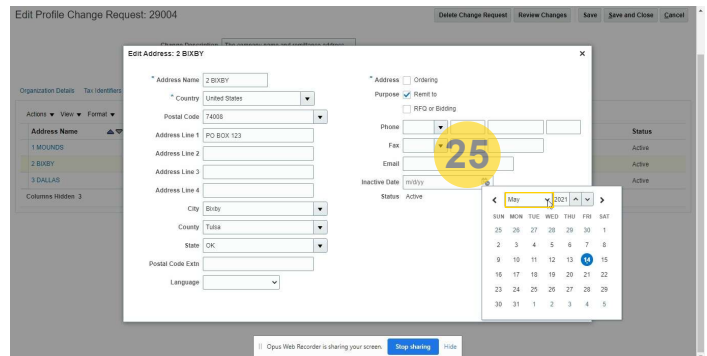 Edit Profile Change Request: 29004
Delete Change Request Review Changes Save Save and Close Cancel
Change Description The company name and remittance address
Edit Address: 2 BIXBY
Organization Details Tax Identifiers
Actions View Format
Address Name
Status
1 MOUNDS
Active
2 BIXBY
Active
3 DALLAS
Active
Columns Hidden 3
* Address Name 2 BIXBY
* Country United States
Postal Code 74008
Address Line 1 PO BOX 123
Address Line 2
Address Line 3
Address Line 4
City Bixby
County Tulsa
State OK
Postal Code Extn
Language
* Address Purpose
Ordering
Remit to
RFQ or Bidding
Phone
Fax
25
Email
Inactive Date m/d/yy
Status Active
May 2021
SUN MON TUE WED THU FRI SAT
25 26 27 28 29 30 1
2 3 4 5 6 7 8
9 10 11 12 13 14 15
16 17 18 19 20 21 22
23 24 25 26 27 28 29
30 31 1 2 3 4 5
Opus Web Recorder is sharing your screen. Stop sharing Hide